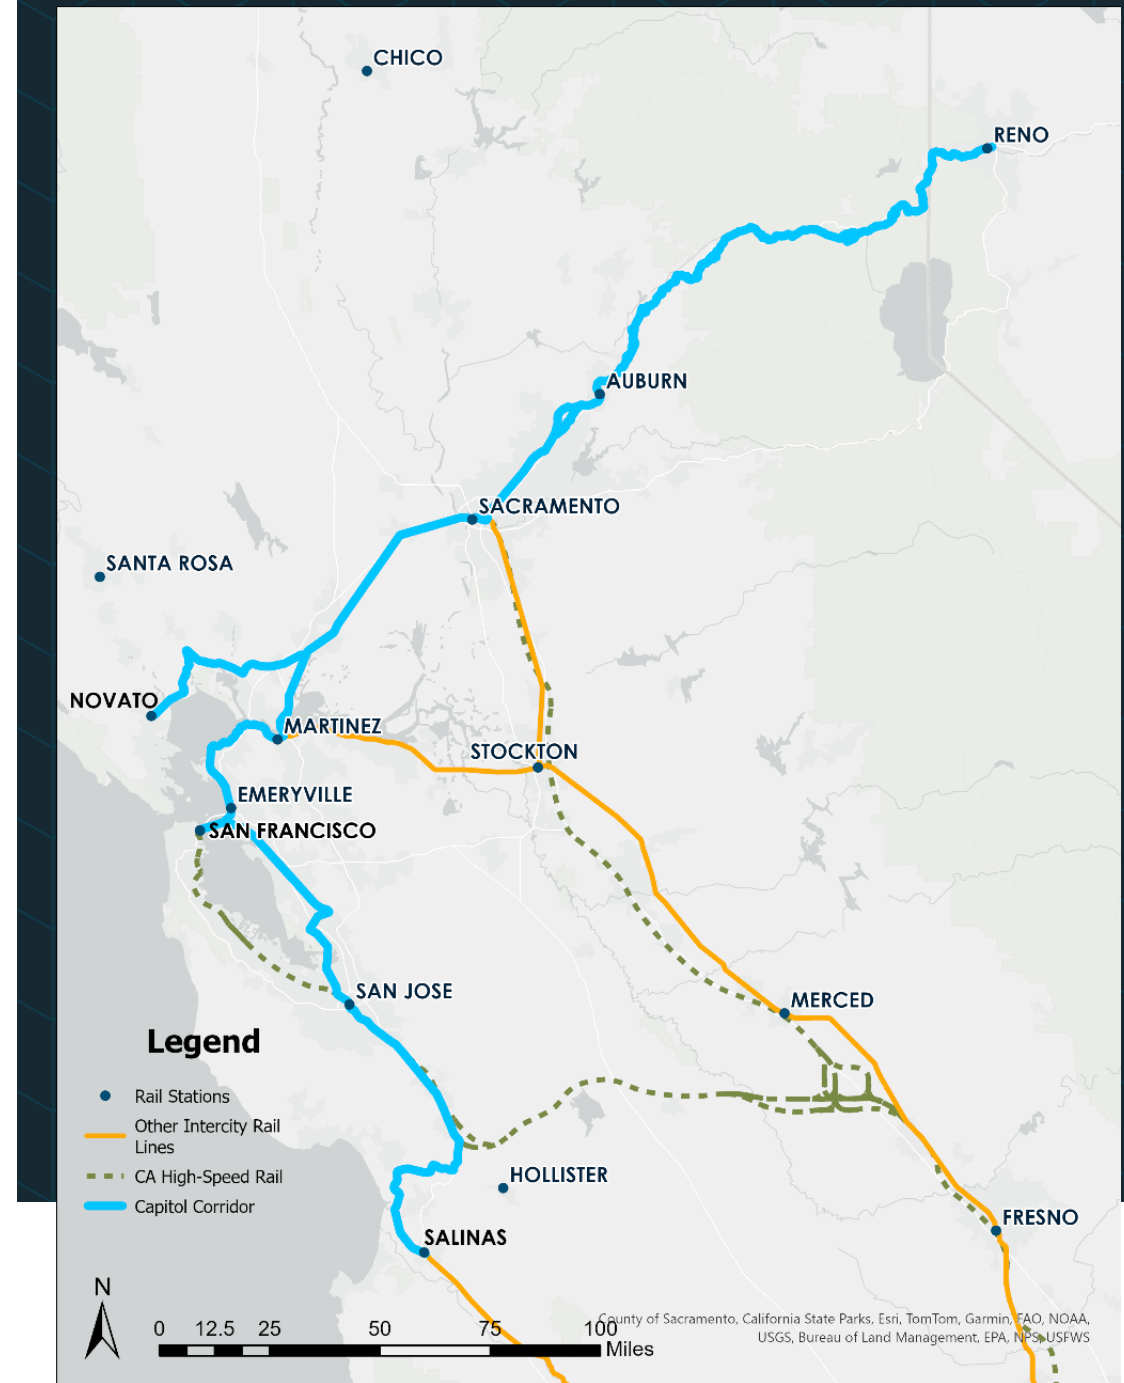 CHICO
RENO
AUBURN
SACRAMENTO
SANTA ROSA
NOVATO
MARTINEZ
STOCKTON
EMERYVILLE
SAN FRANCISCO
SAN JOSE
MERCED
Legend
Rail Stations
Other Intercity Rail
Lines
CA High-Speed Rail
Capitol Corridor
HOLLISTER
FRESNO
SALINAS
N
0 12.5 25 50 75 100
Miles
County of Sacramento, California State Parks, Esri, TomTom, Garmin, FAO, NOAA,
USGS, Bureau of Land Management, EPA, NPS, USFWS